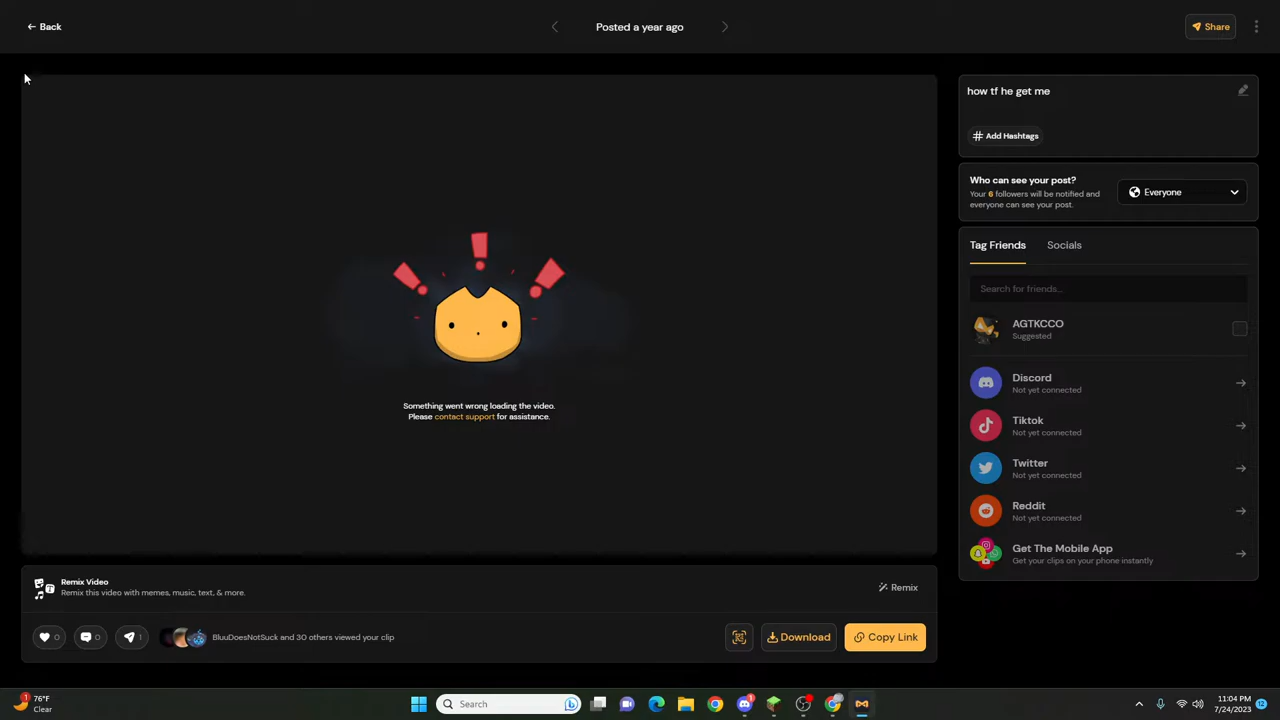 Back
Posted a year ago
Share
how tf he get me
Add Hashtags
Who can see your post?
Your 6 followers will be notified and
everyone can see your post.
Everyone
Tag Friends
Socials
Search for friends...
AGTKCCO
Suggested
Discord
Not yet connected
Tiktok
Not yet connected
Twitter
Not yet connected
Reddit
Not yet connected
Get The Mobile App
Get your clips on your phone instantly
Something went wrong loading the video.
Please contact support for assistance.
Remix Video
Remix this video with memes, music, text, & more.
Remix
0
0
1
BluuDoesNotSuck and 30 others viewed your clip
Download
Copy Link
1
76°F
Clear
Search
1
11:04 PM
7/24/2023
12